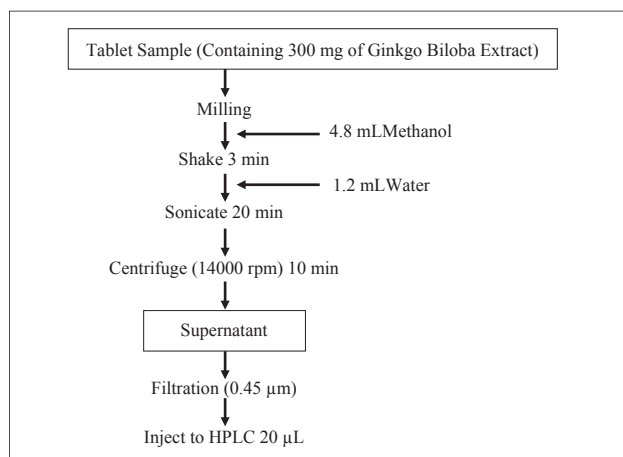 Tablet Sample (Containing 300 mg of Ginkgo Biloba Extract)
Milling
4.8 mLMethanol
Shake 3 min
1.2 mLWater
Sonicate 20 min
Centrifuge (14000 rpm) 10 min
Supernatant
Filtration (0.45 µm)
Inject to HPLC 20 µL